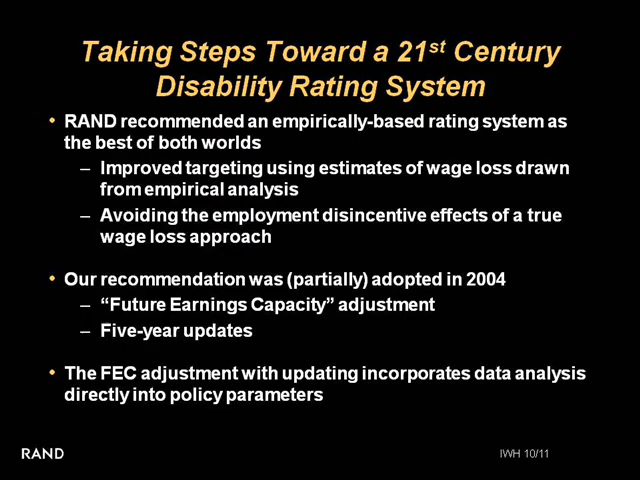 Taking Steps Toward a 21st Century
Disability Rating System
• RAND recommended an empirically-based rating system as
the best of both worlds
– Improved targeting using estimates of wage loss drawn
from empirical analysis
– Avoiding the employment disincentive effects of a true
wage loss approach
• Our recommendation was (partially) adopted in 2004
– “Future Earnings Capacity” adjustment
– Five-year updates
• The FEC adjustment with updating incorporates data analysis
directly into policy parameters
RAND
IWH 10/11